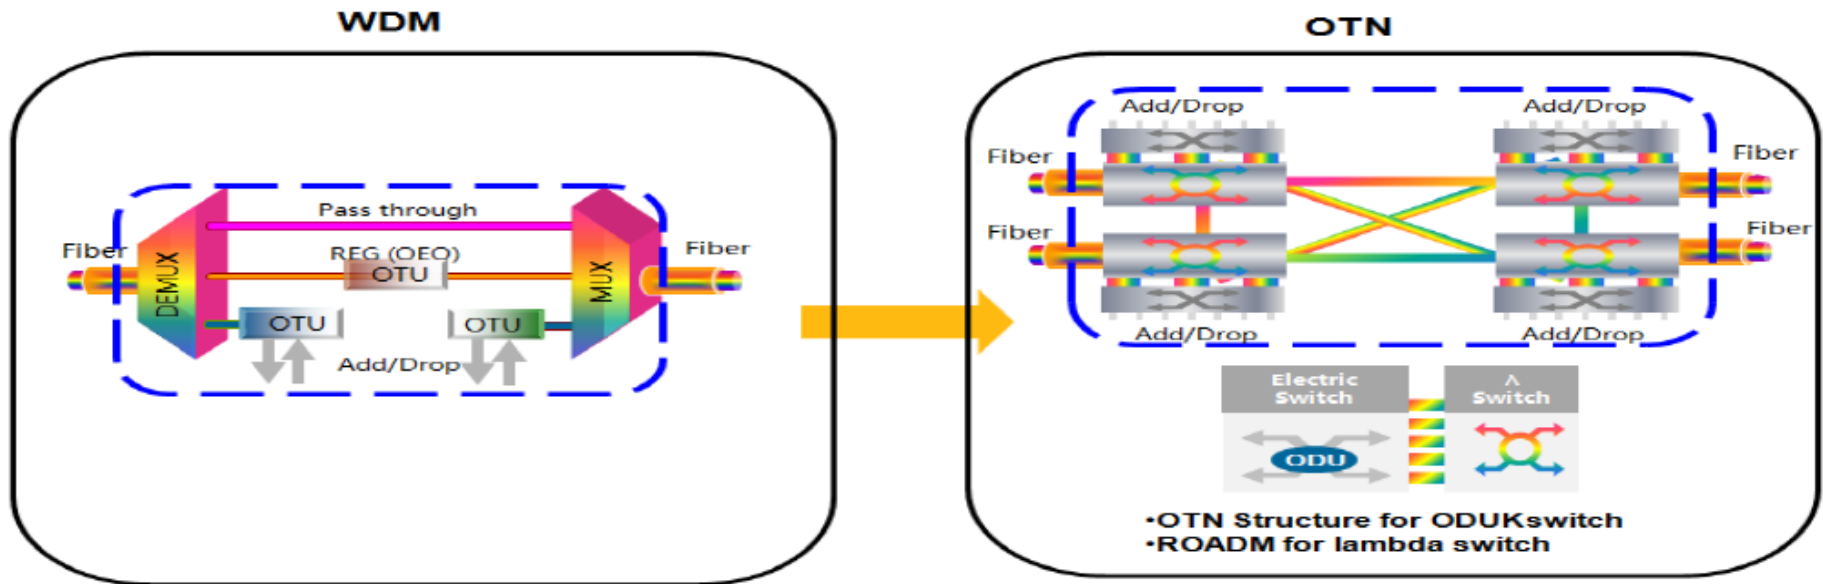 WDM
Pass through
REG (OEO)
OTU
Fiber
Fiber
DEMUX
MUX
OTU
OTU
Add/Drop
OTN
Add/Drop
Add/Drop
Fiber
Fiber
Fiber
Fiber
Add/Drop
Add/Drop
Electric
Switch
Λ
Switch
ODU
•OTN Structure for ODUKswitch
•ROADM for lambda switch